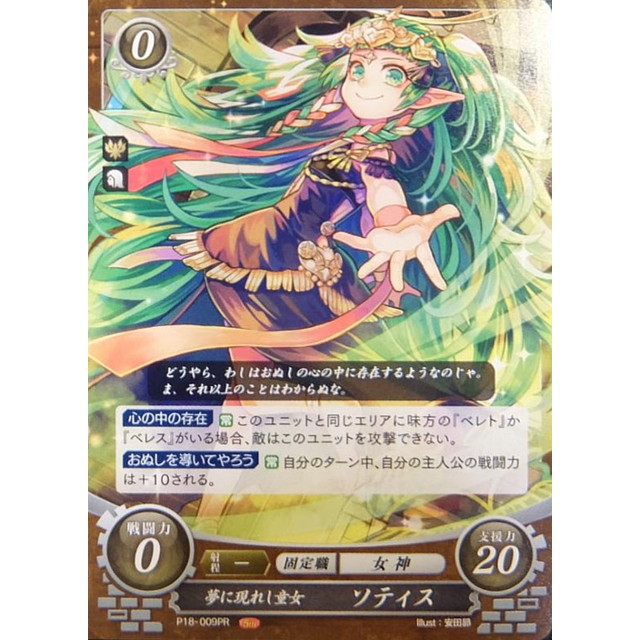 0
どうやら、わしはおぬしの心の中に存在するようなのじゃ。
ま、それ以上のことはわからぬな。
心の中の存在 常 このユニットと同じエリアに味方の『ベレト』か
『ベレス』がいる場合、敵はこのユニットを攻撃できない。
おぬしを導いてやろう 常 自分のターン中、自分の主人公の戦闘力
は+10される。
戦闘力
0
射程 － 固定職 女神
支援力
20
夢に現れし童女 ソティス
P18-009PR
Illust:安田顕